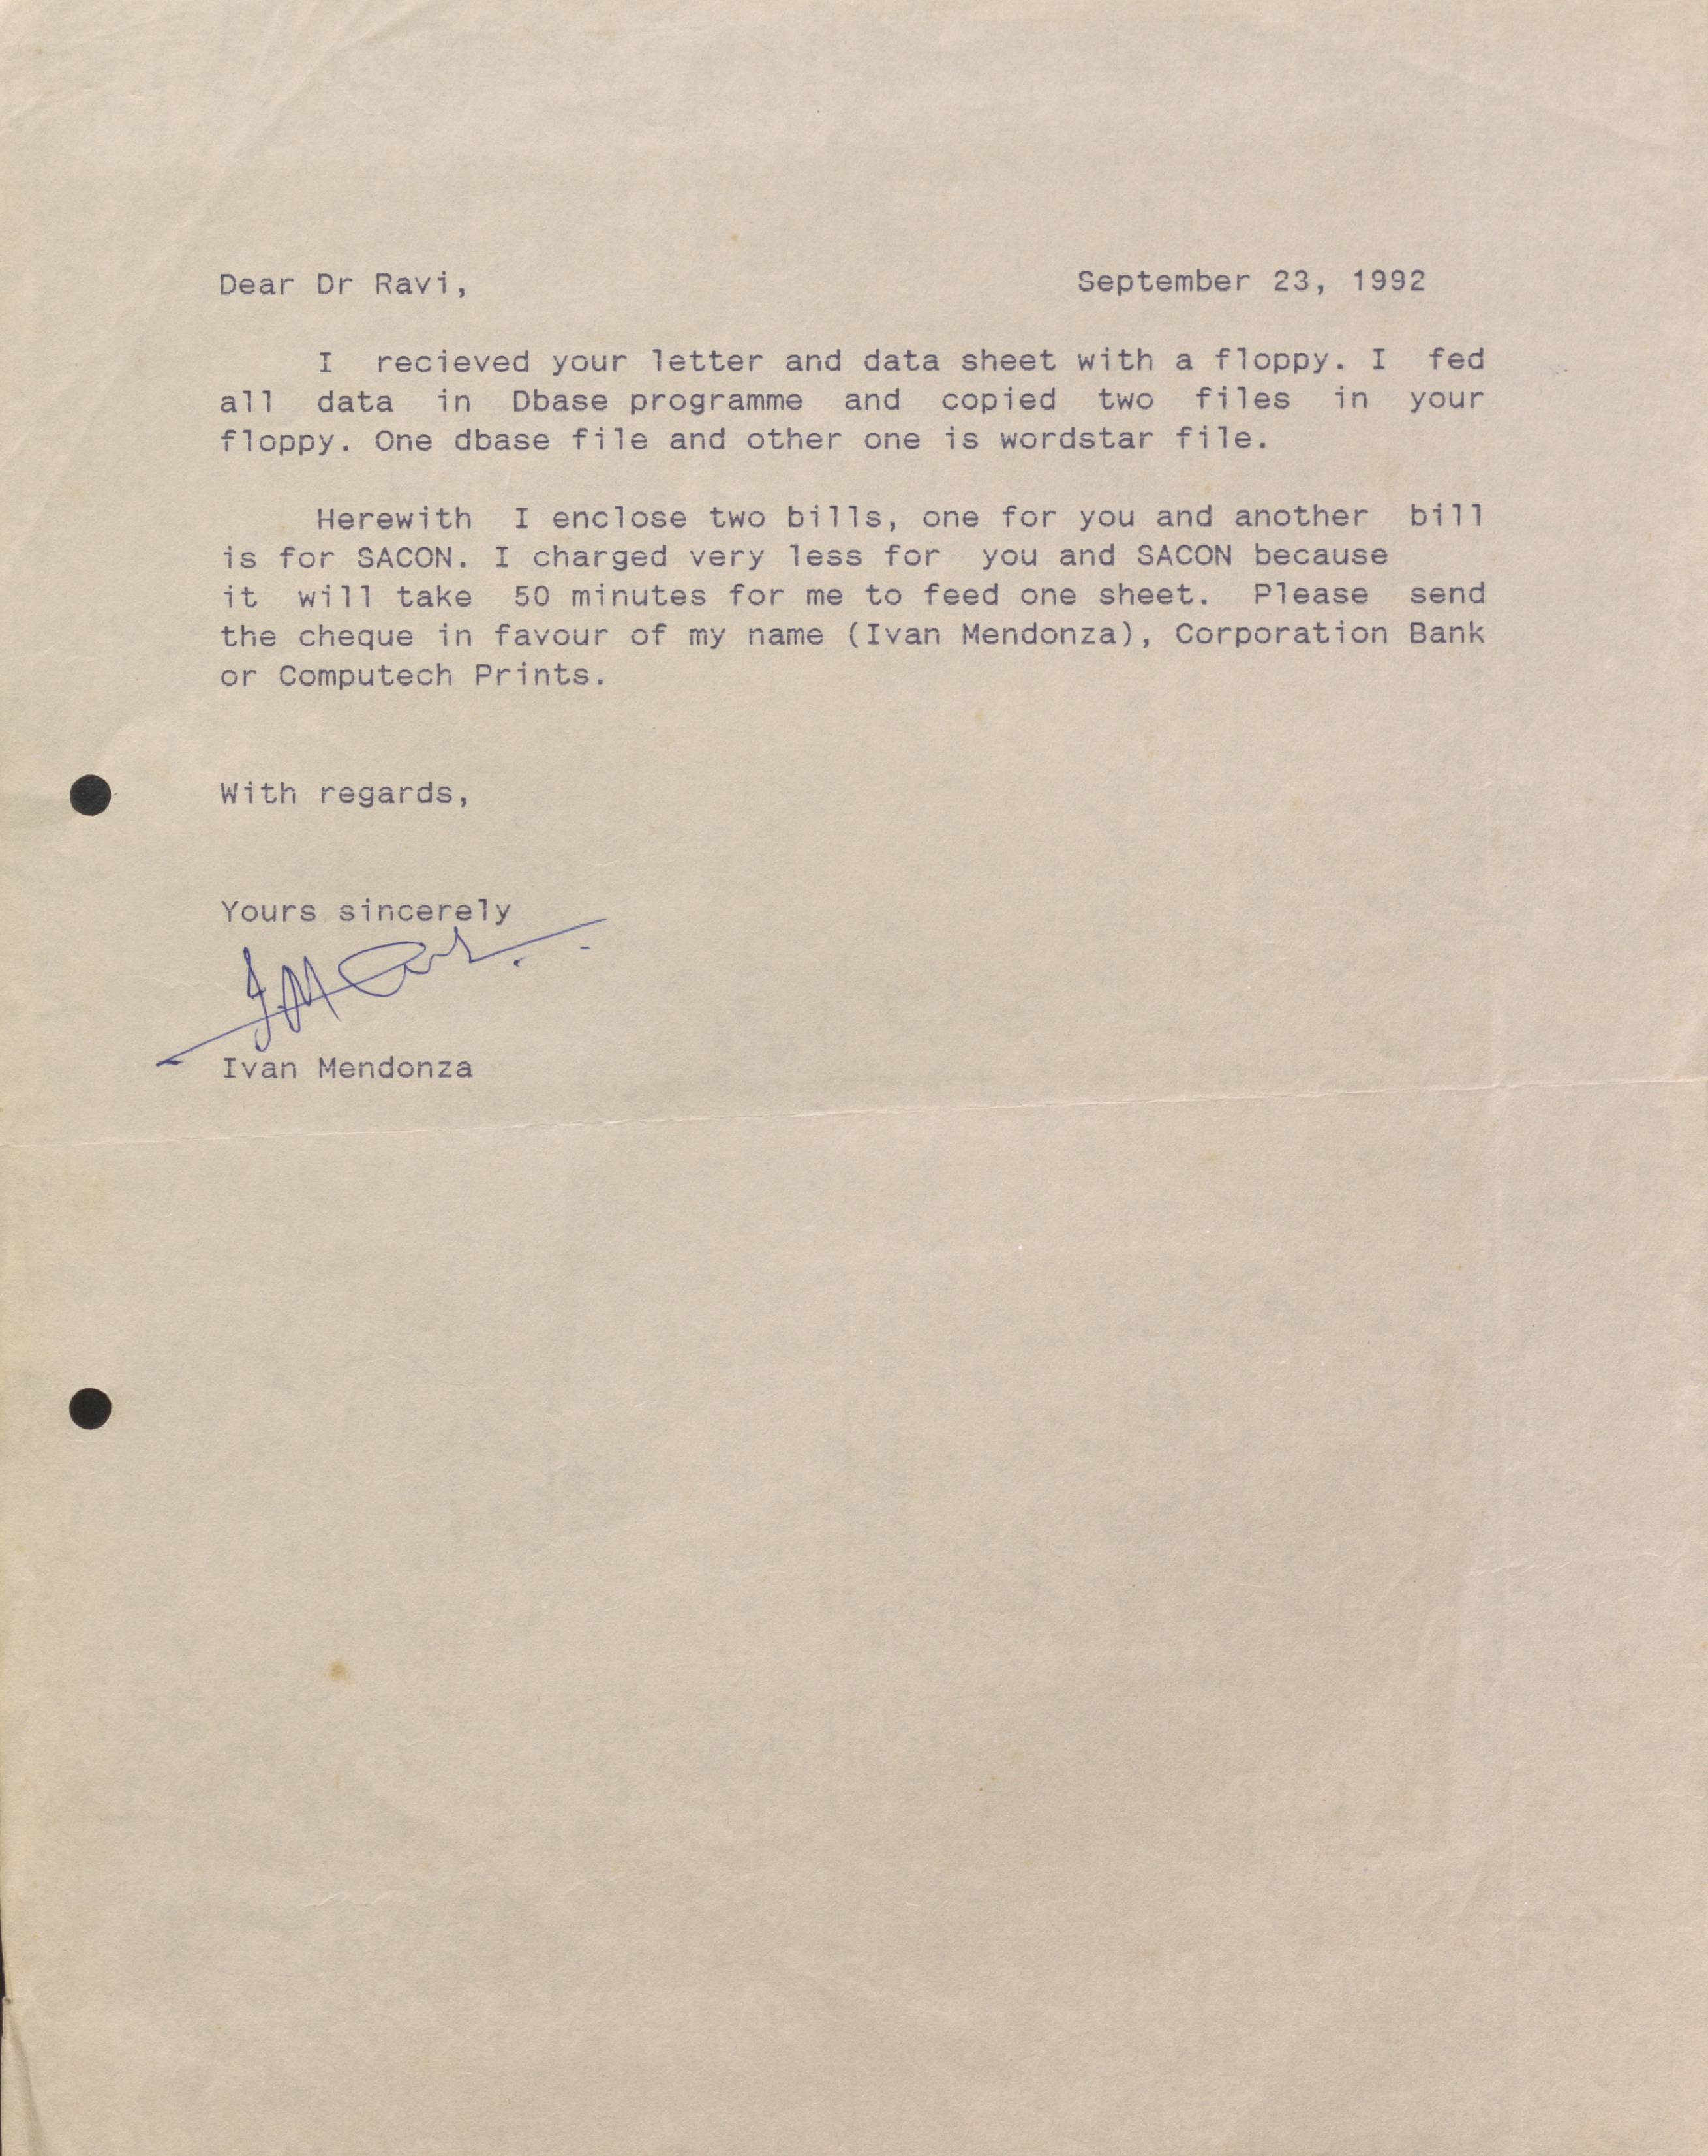 Dear Dr Ravi, September 23, 1992
I recieved your letter and data sheet with a floppy. I fed
all data in Dbase programme and copied two files in your
floppy. One dbase file and other one is wordstar file.
Herewith I enclose two bills, one for you and another bill
is for SACON. I charged very less for you and SACON because
it will take 50 minutes for me to feed one sheet. Please send
the cheque in favour of my name (Ivan Mendonza), Corporation Bank
or Computech Prints.
With regards,
Yours sincerely
Ivan Mendonza